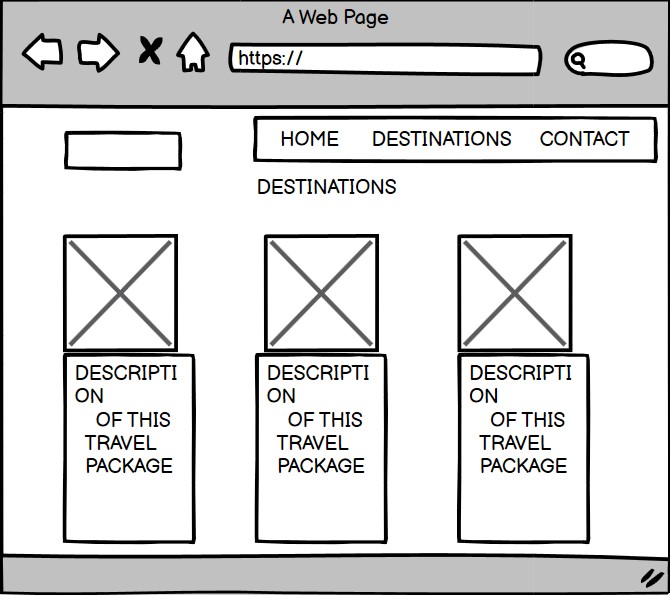 A Web Page
https://
HOME DESTINATIONS CONTACT
DESTINATIONS
DESCRIPTI
ON
OF THIS
TRAVEL
PACKAGE
DESCRIPTI
ON
OF THIS
TRAVEL
PACKAGE
DESCRIPTI
ON
OF THIS
TRAVEL
PACKAGE